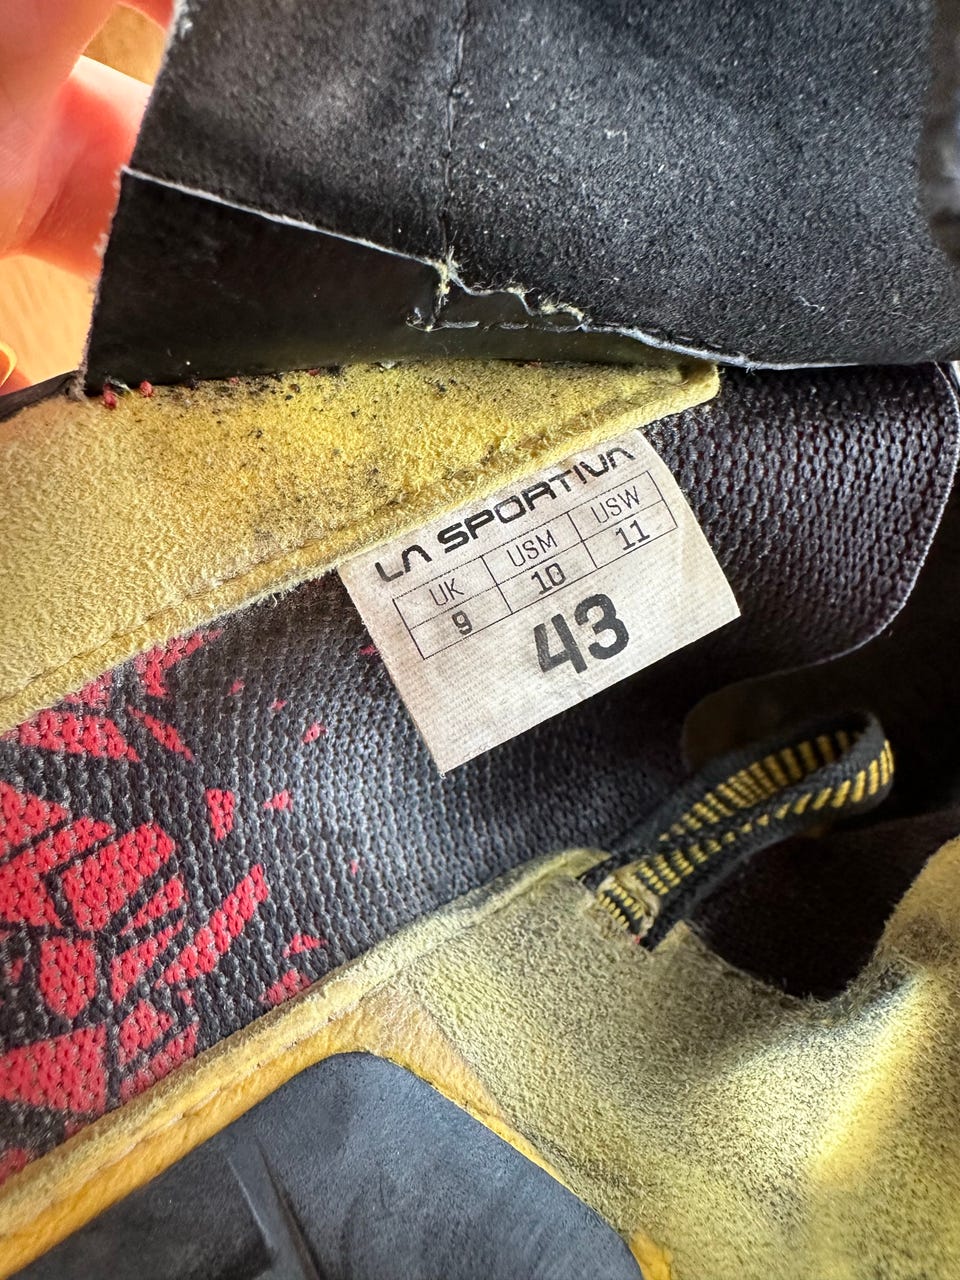 LA SPORTIVA
UK USM USW
9 10 11
43